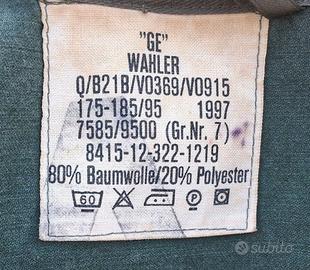 "GE"
WAHLER
Q/B21B/V0369/V0915
175-185/95 1997
7585/9500 (Gr.Nr. 7)
8415-12-322-1219
80% Baumwolle/20% Polyester
60 P
subito